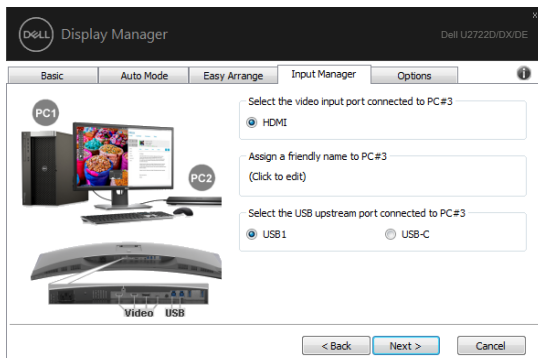 DELL Display Manager
Dell U2722D/DX/DE
x
Basic Auto Mode Easy Arrange Input Manager Options i
Select the video input port connected to PC#3
HDMI
Assign a friendly name to PC#3
(Click to edit)
Select the USB upstream port connected to PC#3
USB1 USB-C
PC1
PC2
Video USB
< Back Next > Cancel